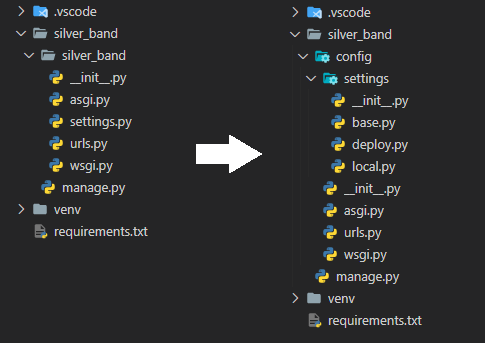 .vscode
silver_band
silver_band
__init__.py
asgi.py
settings.py
urls.py
wsgi.py
manage.py
venv
requirements.txt
.vscode
silver_band
config
settings
__init__.py
base.py
deploy.py
local.py
__init__.py
asgi.py
urls.py
wsgi.py
manage.py
venv
requirements.txt